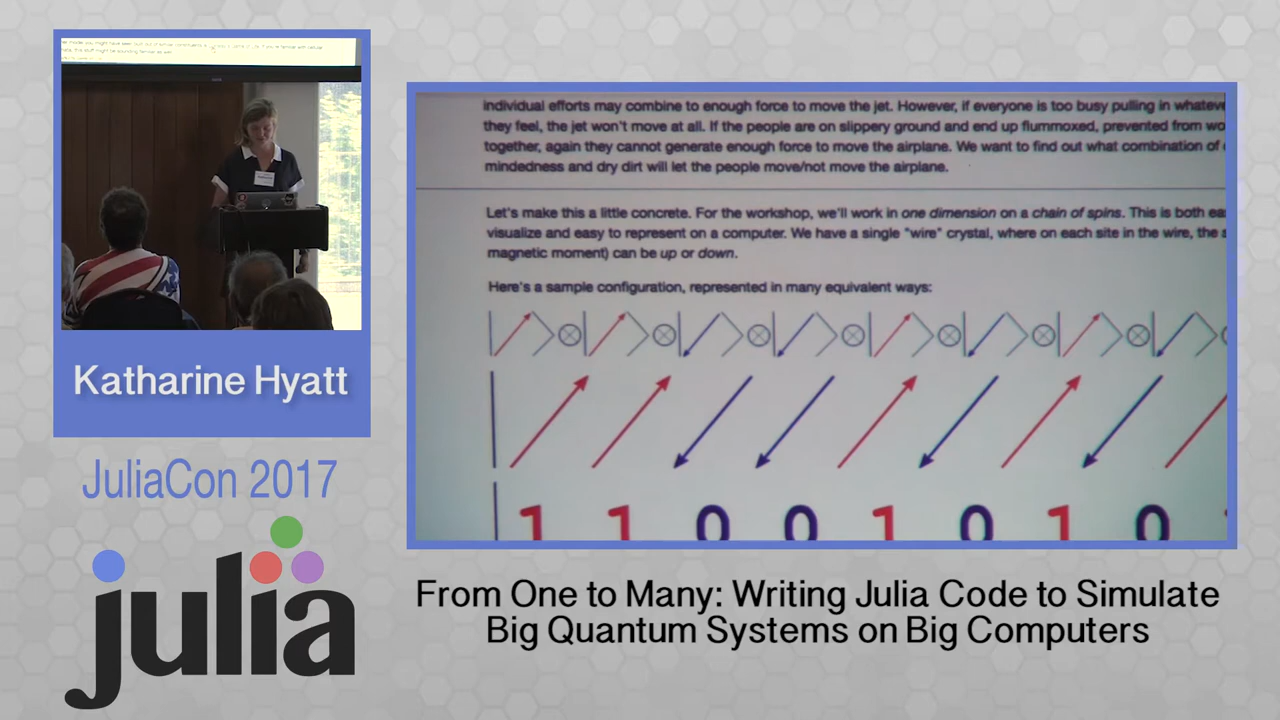 Katharine Hyatt
JuliaCon 2017
julia
individual efforts may combine to enough force to move the jet. However, if everyone is too busy pulling in
they feel, the jet won't move at all. If the people are on slippery ground and end up flummoxed, prevented from
together, again they cannot generate enough force to move the airplane. We want to find out what combination of
mindedness and dry dirt will let the people move/not move the airplane.
Let's make this a little concrete. For the workshop, we'll work in one dimension on a chain of spins. This is both
visualize and easy to represent on a computer. We have a single "wire" crystal, where on each site in the wire, the
magnetic moment) can be up or down.
Here's a sample configuration, represented in many equivalent ways:
1 1 0 0 1 0 1 0
From One to Many: Writing Julia Code to Simulate
Big Quantum Systems on Big Computers